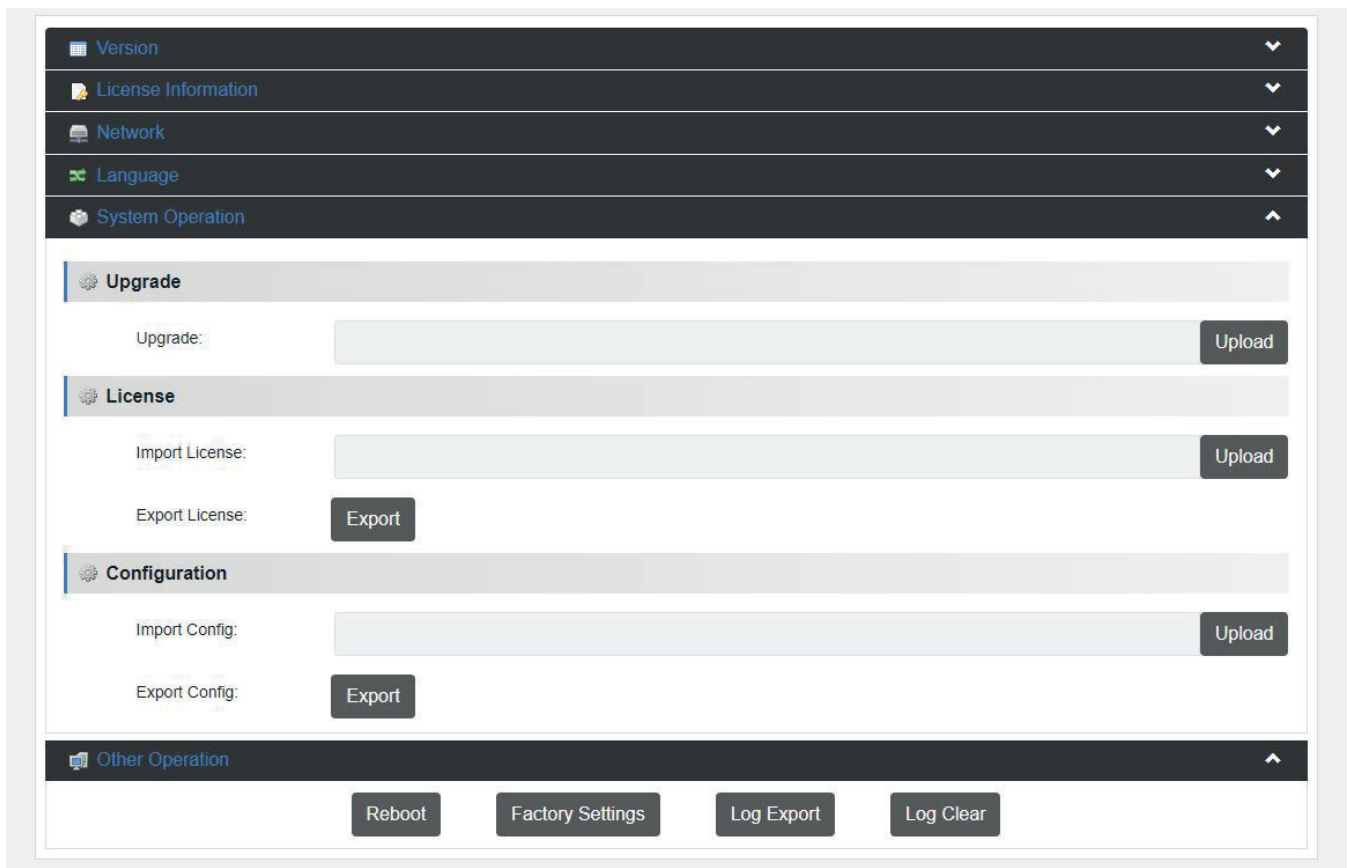 Version
License Information
Network
Language
System Operation
Upgrade
Upgrade: Upload
License
Import License: Upload
Export License: Export
Configuration
Import Config: Upload
Export Config: Export
Other Operation
Reboot Factory Settings Log Export Log Clear